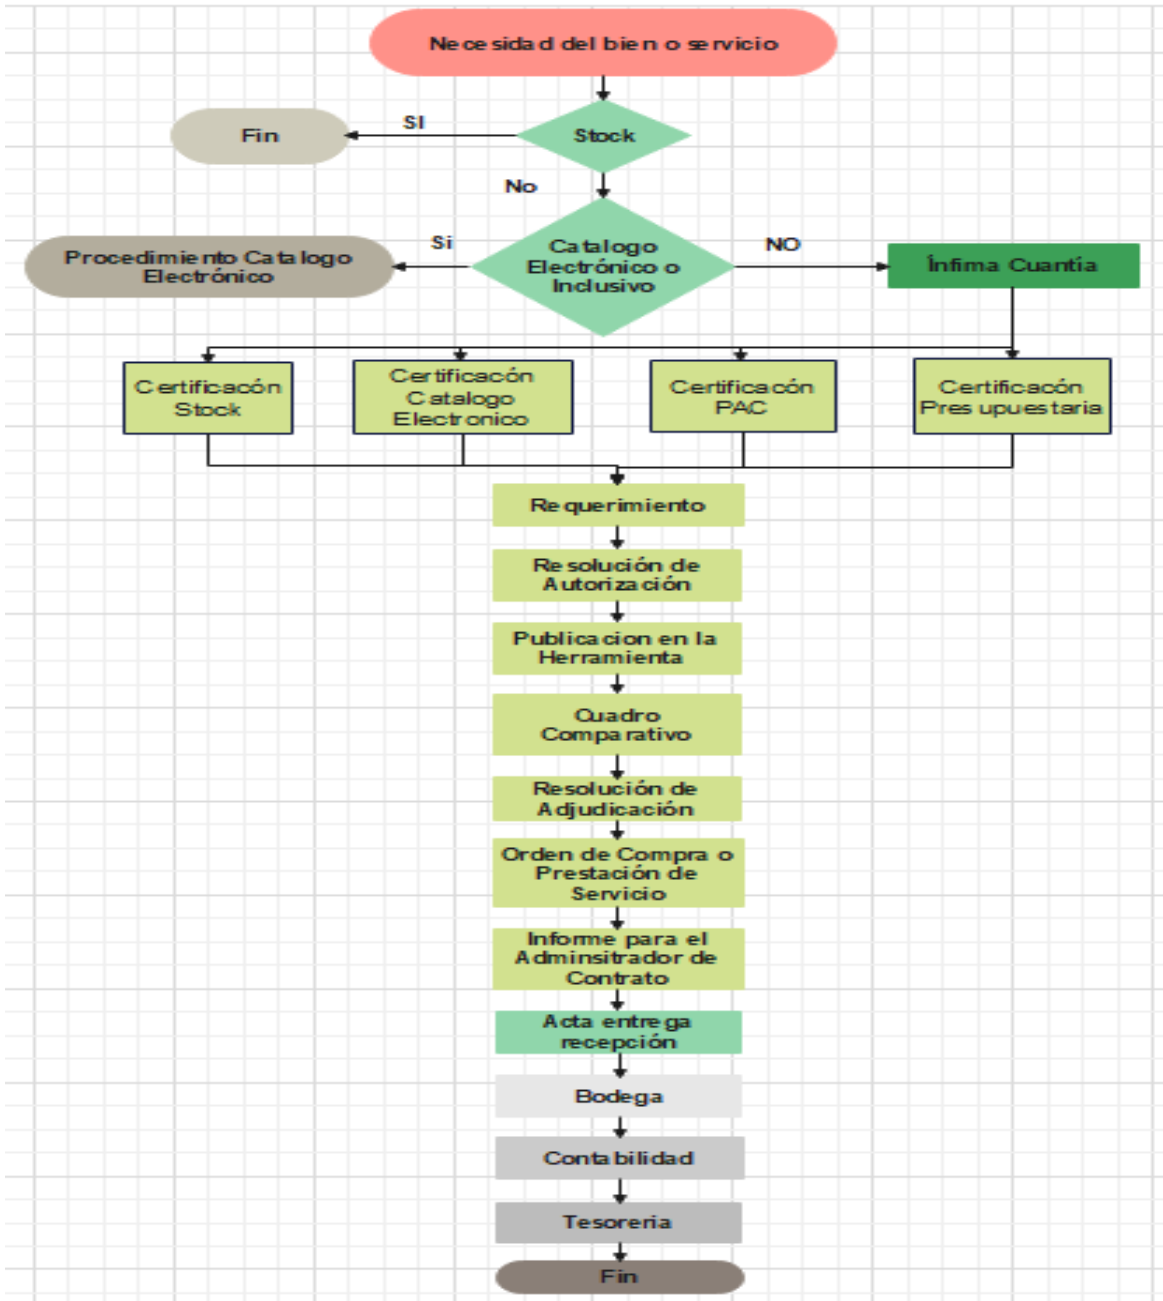 Necesidad del bien o servicio
SI
Fin
Stock
No
Si
Procedimiento Catalogo
Electrónico
Catalogo
Electrónico o
Inclusivo
NO
Ínfima Cuantía
Certificacón
Stock
Certificacón
Catalogo
Electronico
Certificacón
PAC
Certificacón
Presupuestaria
Requerimiento
Resolución de
Autorización
Publicacion en la
Herramienta
Cuadro
Comparativo
Resolución de
Adjudicación
Orden de Compra o
Prestación de
Servicio
Informe para el
Adminsitrador de
Contrato
Acta entrega
recepción
Bodega
Contabilidad
Tesoreria
Fin